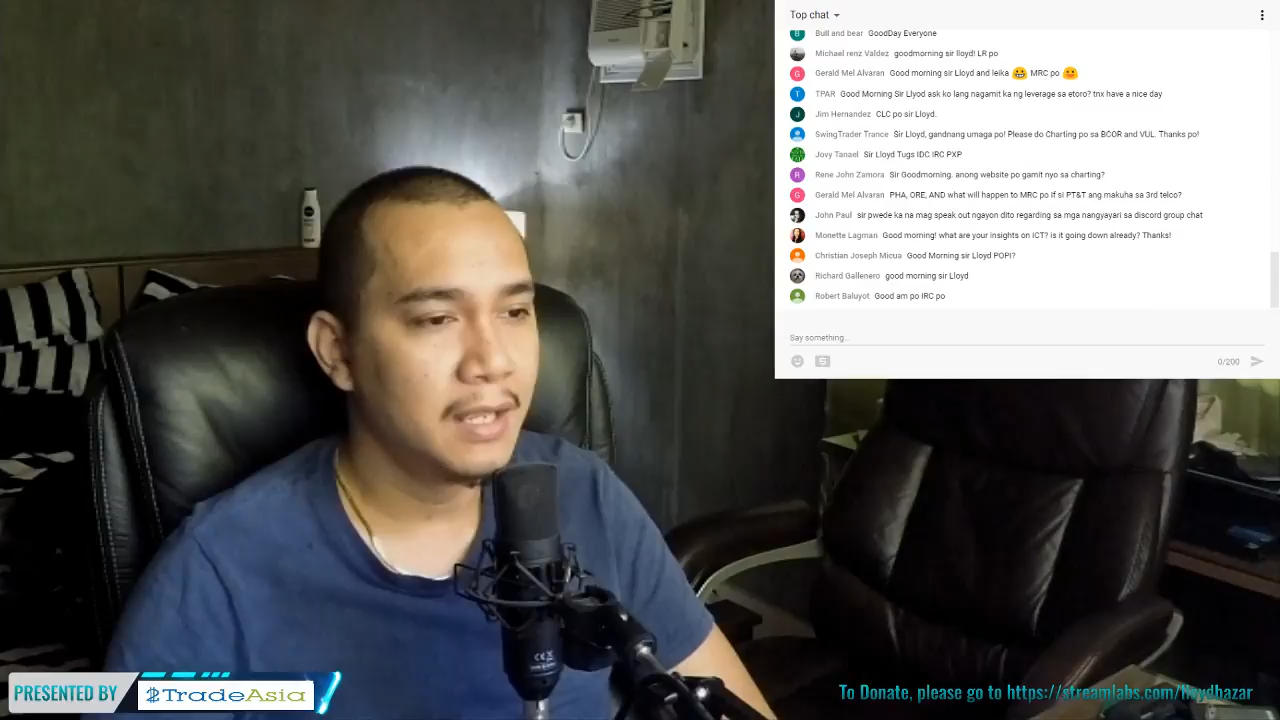 Top chat
Bull and bear GoodDay Everyone
Michael renz Valdez goodmorning sir lloyd! LR po
Gerald Mel Alvaran Good morning sir Lloyd and leika MRC po
TPAR Good Morning Sir Llyod ask ko lang nagamit ka ng leverage sa etoro? tnx have a nice day
Jim Hernandez CLC po sir Lloyd.
SwingTrader Trance Sir Lloyd, gandnang umaga po! Please do Charting po sa BCOR and VUL. Thanks po!
Jovy Tanael Sir Lloyd Tugs IDC IRC PXP
Rene John Zamora Sir Goodmorning. anong website po gamit nyo sa charting?
Gerald Mel Alvaran PHA, ORE, AND what will happen to MRC po if si PT&T ang makuha sa 3rd telco?
John Paul sir pwede ka na mag speak out ngayon dito regarding sa mga nangyayari sa discord group chat
Monette Lagman Good morning! what are your insights on ICT? is it going down already? Thanks!
Christian Joseph Micua Good Morning sir Lloyd POPI?
Richard Gallenero good morning sir Lloyd
Robert Baluyot Good am po IRC po
Say something...
0/200
NIVEA
PRESENTED BY $TradeAsia
To Donate, please go to https://streamlabs.com/lloydbazar